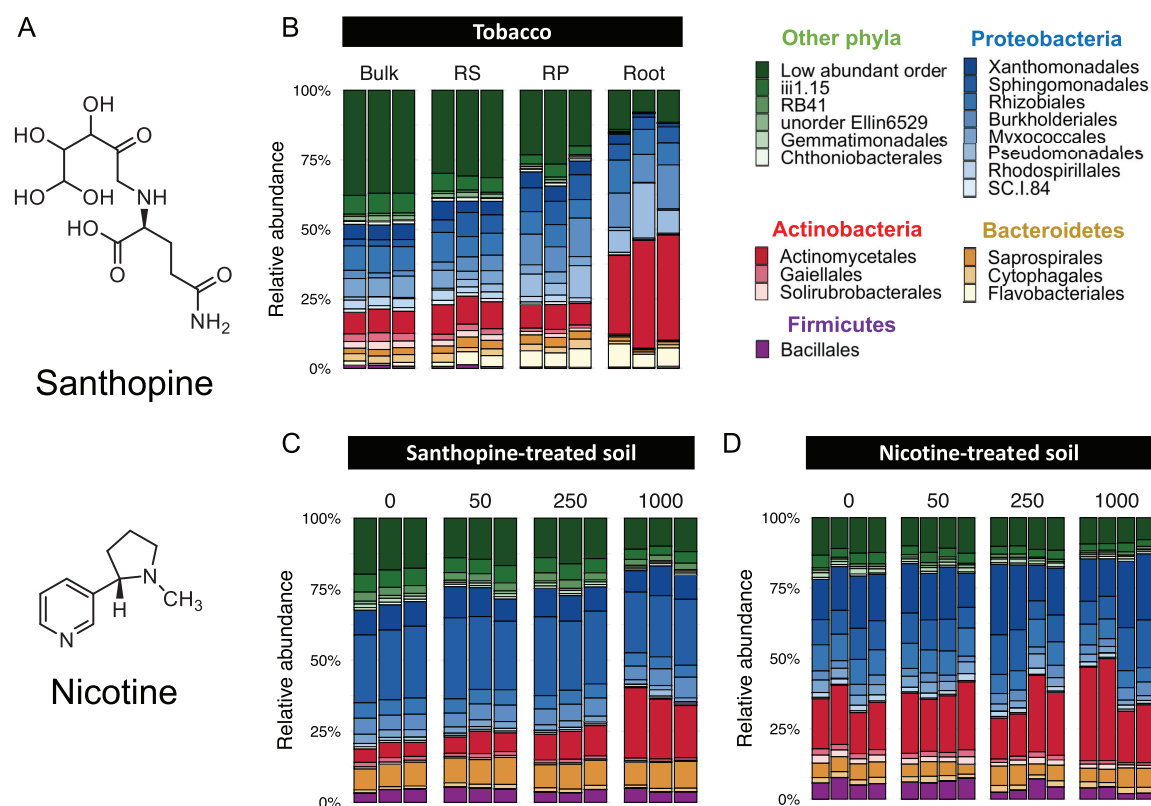 A
OH
HO
O
HO
HO
OH
NH
HO
O
O
NH2
Santhopine
N
H
N
CH3
Nicotine
B
Tobacco
Bulk RS RP Root
100%
75%
50%
25%
0%
Relative abundance
Other phyla
Low abundant order
iii1.15
RB41
unorder Ellin6529
Gemmatimonadales
Chthoniobacterales
Proteobacteria
Xanthomonadales
Sphingomonadales
Rhizobiales
Burkholderiales
Myxococcales
Pseudomonadales
Rhodospirillales
SC.I.84
Actinobacteria
Actinomycetales
Gaiellales
Solirubrobacterales
Bacteroidetes
Saprospirales
Cytophagales
Flavobacteriales
Firmicutes
Bacillales
C
Santhopine-treated soil
0 50 250 1000
100%
75%
50%
25%
0%
Relative abundance
D
Nicotine-treated soil
0 50 250 1000
100%
75%
50%
25%
0%
Relative abundance